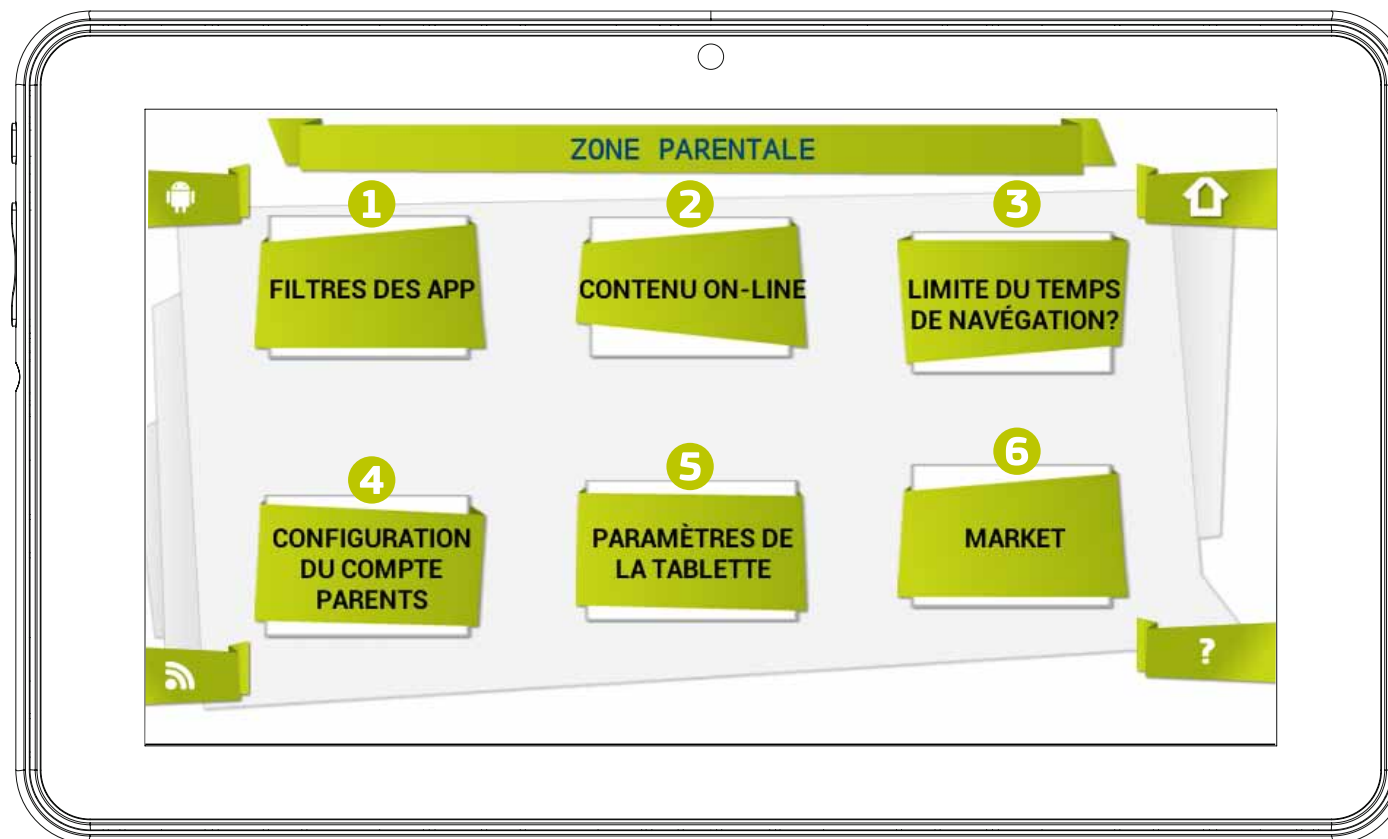 ZONE PARENTALE
1
FILTRES DES APP
2
CONTENU ON-LINE
3
LIMITE DU TEMPS
DE NAVÉGATION?
4
CONFIGURATION
DU COMPTE
PARENTS
5
PARAMÈTRES DE
LA TABLETTE
6
MARKET
?